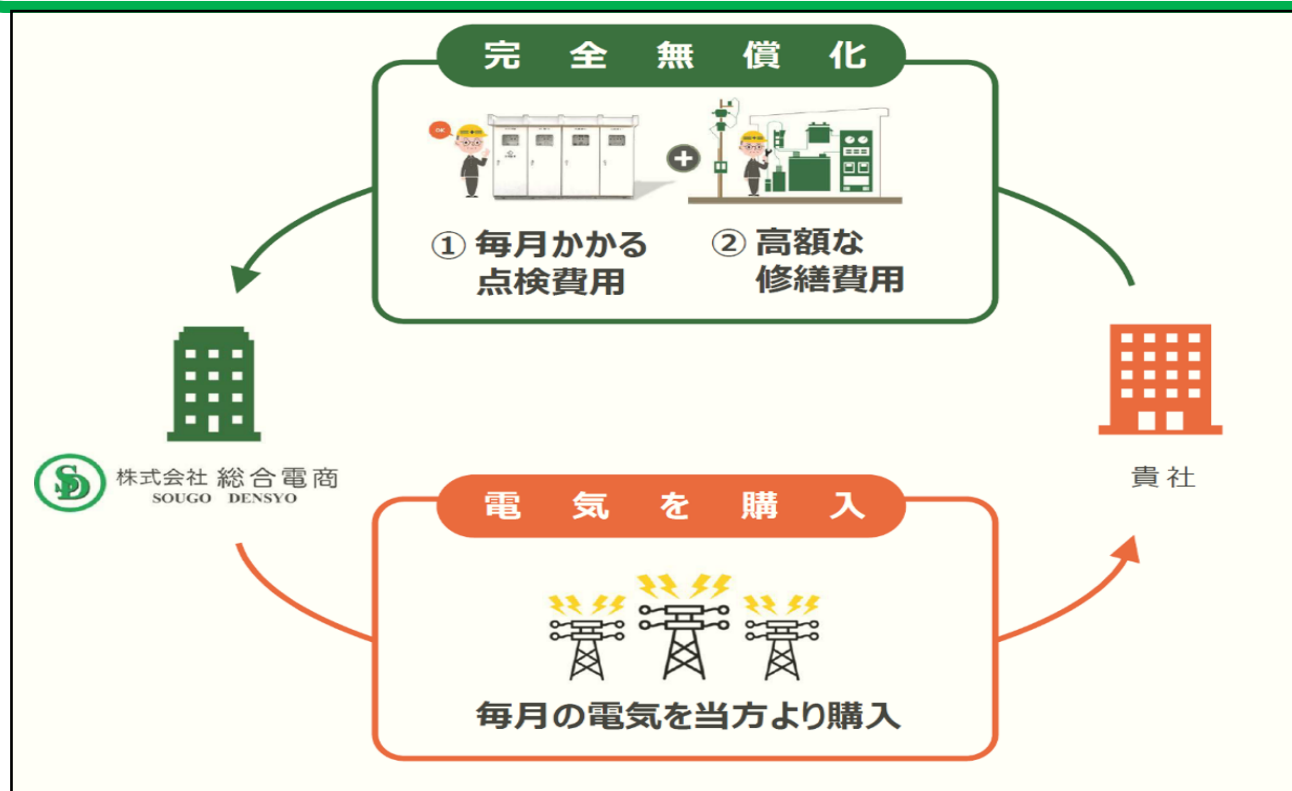 完全無償化
OK
① 毎月かかる
点検費用
② 高額な
修繕費用
株式会社 総合電商
SOUGO DENSYO
貴社
電気を購入
毎月の電気を当方より購入